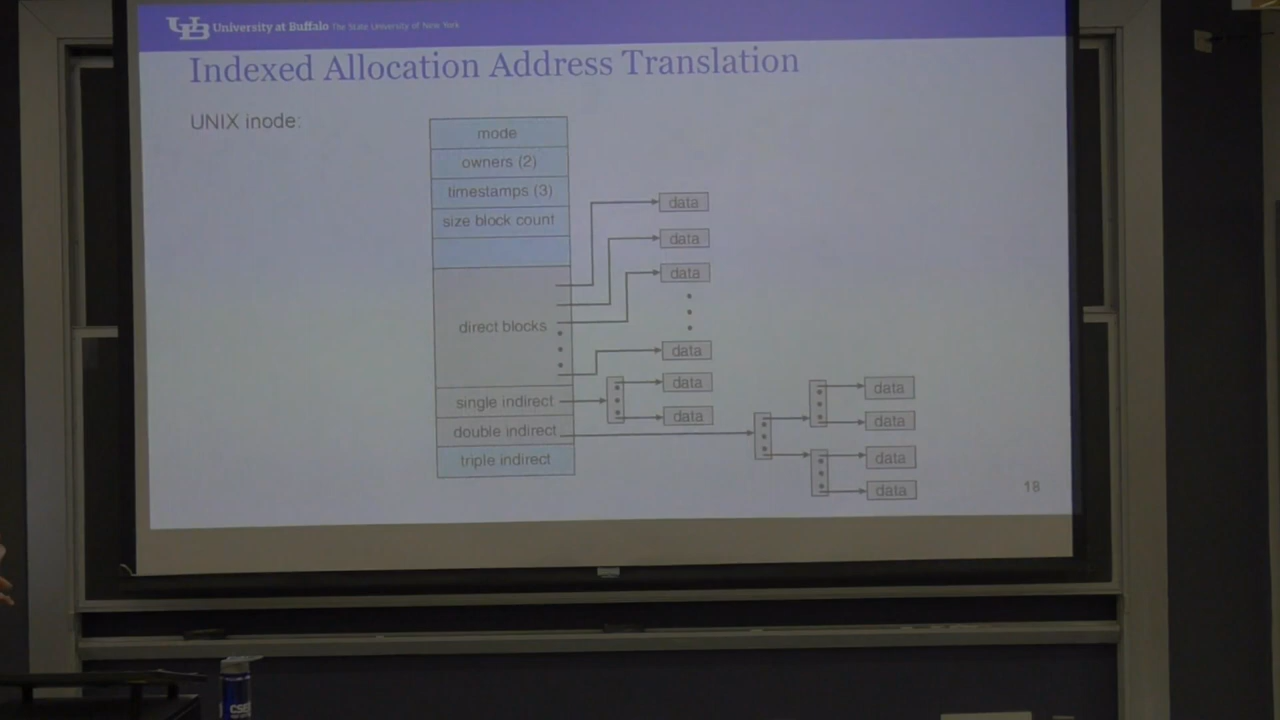 UB University at Buffalo The State University of New York
Indexed Allocation Address Translation
UNIX inode:
mode
owners (2)
timestamps (3)
size block count
data
data
data
direct blocks
data
data
data
single indirect
double indirect
triple indirect
data
data
data
data
18
CSE